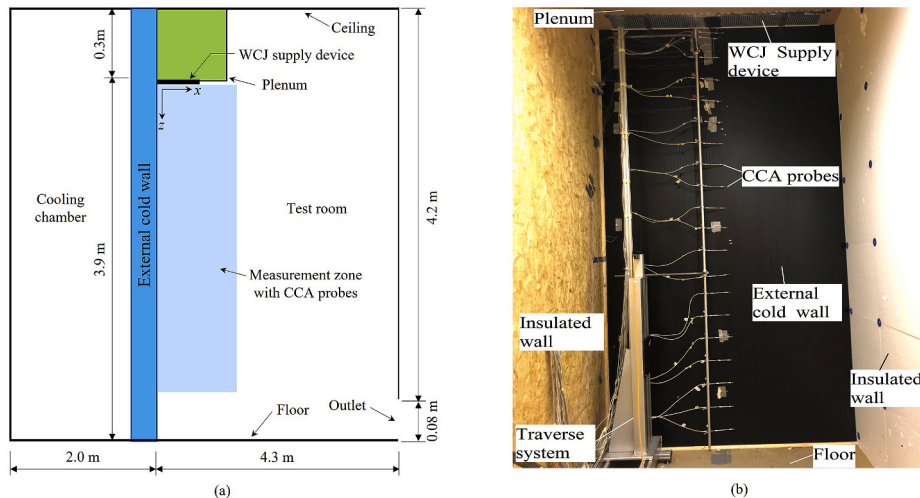 Ceiling
0.3m
WCJ supply device
x
Plenum
z
Cooling
chamber
External cold wall
Test room
3.9m
4.2 m
Measurement zone
with CCA probes
Outlet
Floor
0.08 m
2.0 m
4.3 m
(a)
Plenum
WCJ Supply
device
CCA probes
External
cold wall
Insulated
wall
Insulated
wall
Traverse
system
Floor
(b)